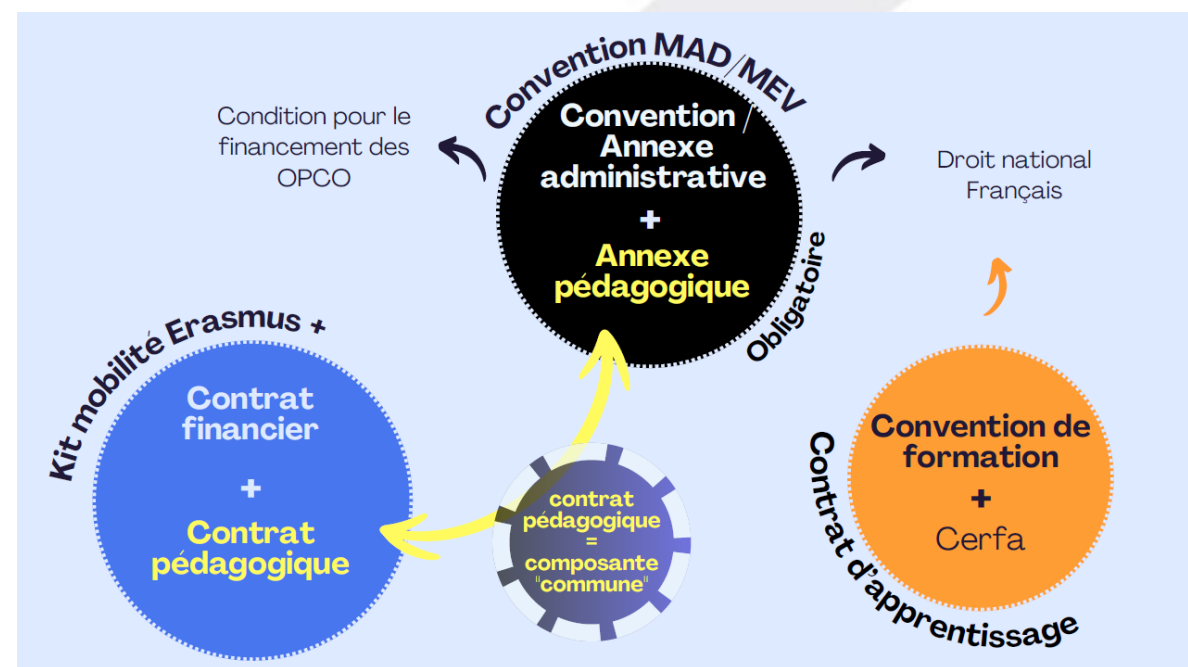 Convention MAD/MEV
Condition pour le
financement des
OPCO
Convention /
Annexe
administrative
+
Annexe
pédagogique
Obligatoire
Droit national
Français
Kit mobilité Erasmus +
Contrat
financier
+
Contrat
pédagogique
contrat
pédagogique
=
composante
"commune"
Convention de
formation
+
Cerfa
Contrat d'apprentissage